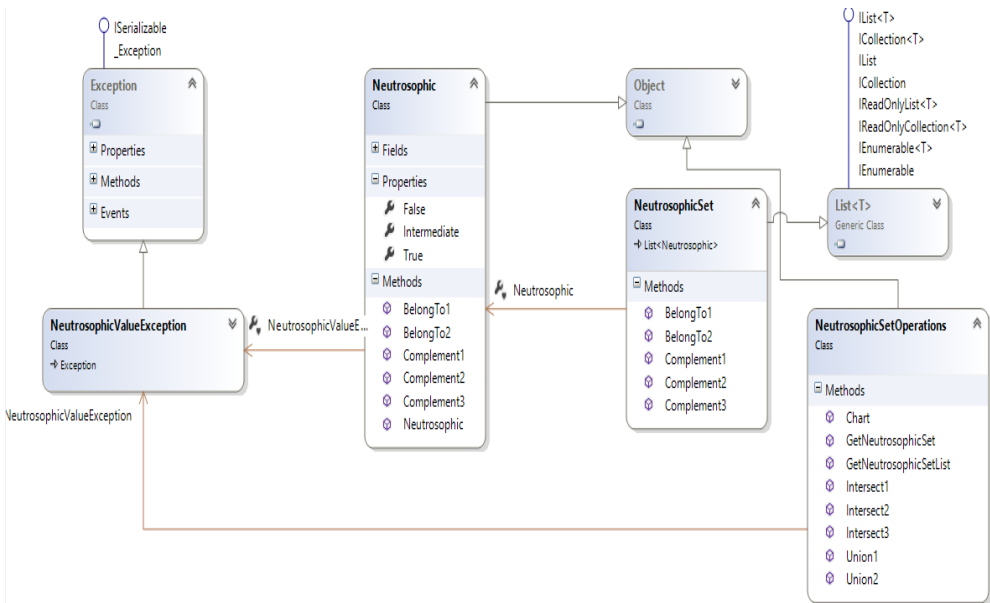 ISerializable
_Exception
Exception
Class
Properties
Methods
Events
NeutrosophicValueException
Class
Exception
NeutrosophicValueException
NeutrosophicValueE...
Neutrosophic
Class
Fields
Properties
False
Intermediate
True
Methods
BelongTo1
BelongTo2
Complement1
Complement2
Complement3
Neutrosophic
Neutrosophic
Object
Class
NeutrosophicSet
Class
List<Neutrosophic>
Methods
BelongTo1
BelongTo2
Complement1
Complement2
Complement3
IList<T>
ICollection<T>
IList
ICollection
IReadOnlyList<T>
IReadOnlyCollection<T>
IEnumerable<T>
IEnumerable
List<T>
Generic Class
NeutrosophicSetOperations
Class
Methods
Chart
GetNeutrosophicSet
GetNeutrosophicSetList
Intersect1
Intersect2
Intersect3
Union1
Union2